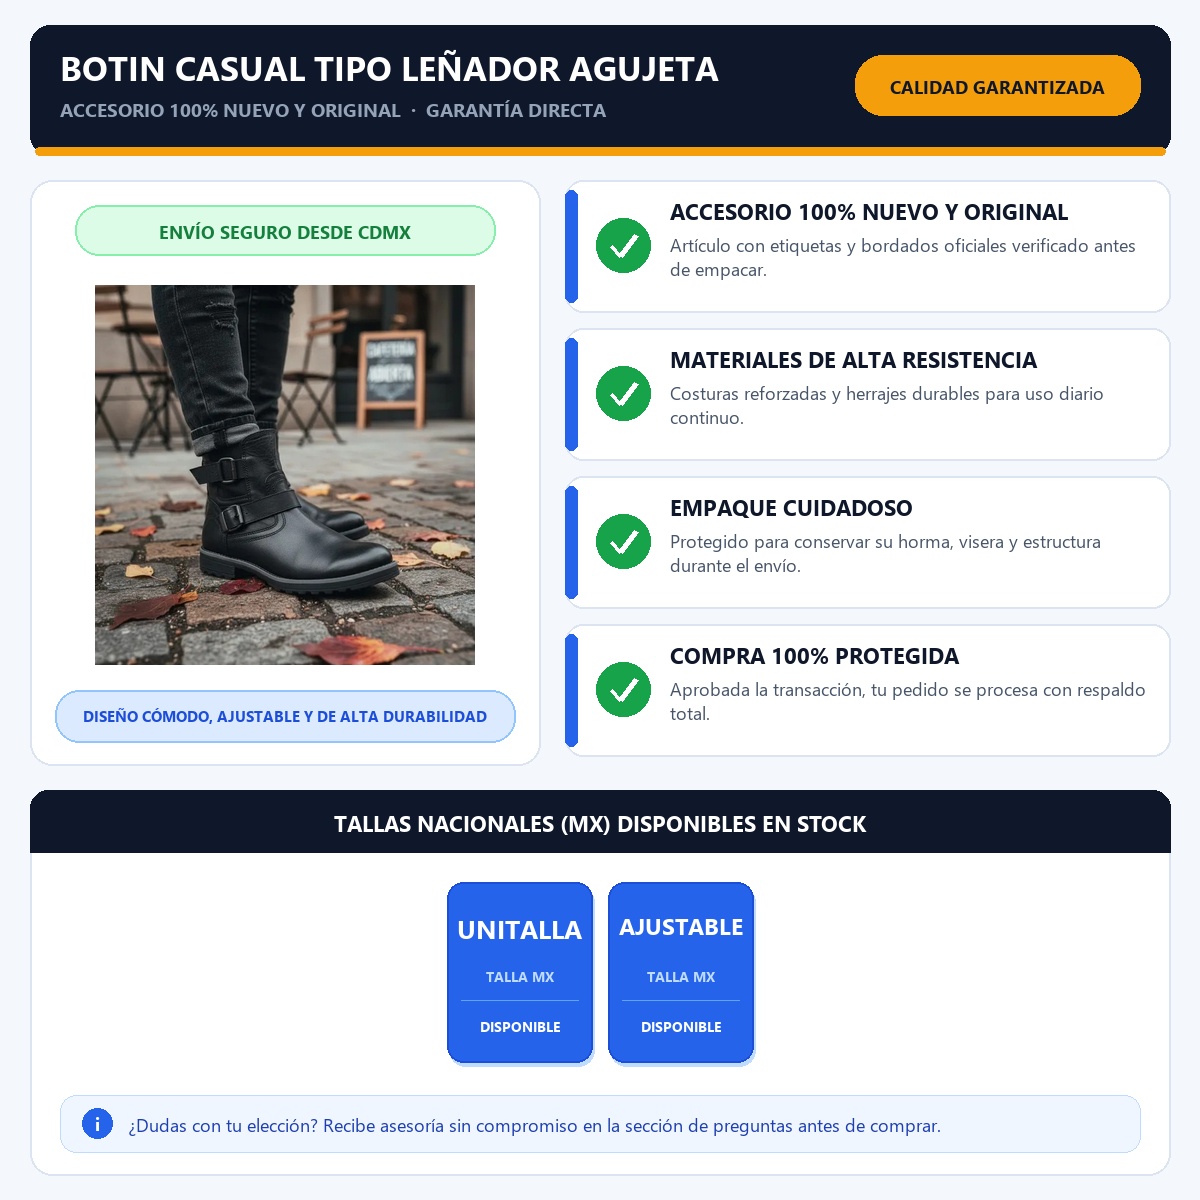 BOTIN CASUAL TIPO LEÑADOR AGUJETA
ACCESORIO 100% NUEVO Y ORIGINAL · GARANTÍA DIRECTA
CALIDAD GARANTIZADA
ENVÍO SEGURO DESDE CDMX
DISEÑO CÓMODO, AJUSTABLE Y DE ALTA DURABILIDAD
ACCESORIO 100% NUEVO Y ORIGINAL
Artículo con etiquetas y bordados oficiales verificado antes
de empacar.
MATERIALES DE ALTA RESISTENCIA
Costuras reforzadas y herrajes durables para uso diario
continuo.
EMPAQUE CUIDADOSO
Protegido para conservar su horma, visera y estructura
durante el envío.
COMPRA 100% PROTEGIDA
Aprobada la transacción, tu pedido se procesa con respaldo
total.
TALLAS NACIONALES (MX) DISPONIBLES EN STOCK
UNITALLA
TALLA MX
DISPONIBLE
AJUSTABLE
TALLA MX
DISPONIBLE
¿Dudas con tu elección? Recibe asesoría sin compromiso en la sección de preguntas antes de comprar.